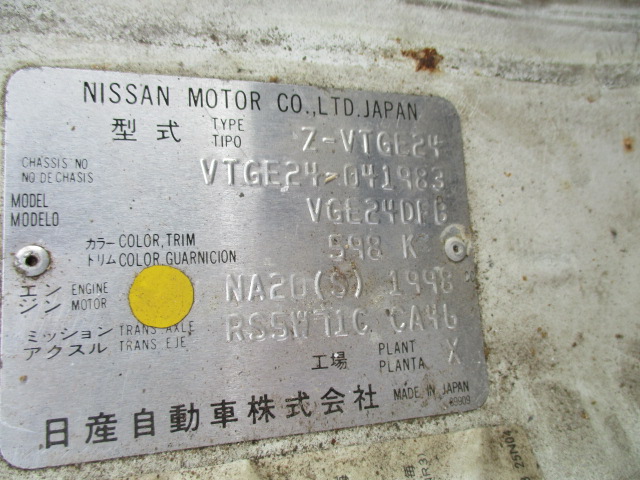 NISSAN MOTOR CO.,LTD.JAPAN
型式 TYPE TIPO Z-VTGE24
CHASSIS NO NO DE CHASIS VTGE24-041983
MODEL MODELO
カラー COLOR,TRIM トリム COLOR,GUARNICION 598 K
エンジン ENGINE MOTOR NA20(S) 1998
ミッション TRANS. AXLE アクスル TRANS. EJE RS5W71C CA46
工場 PLANT PLANTA X
日産自動車株式会社 MADE IN JAPAN
25N04